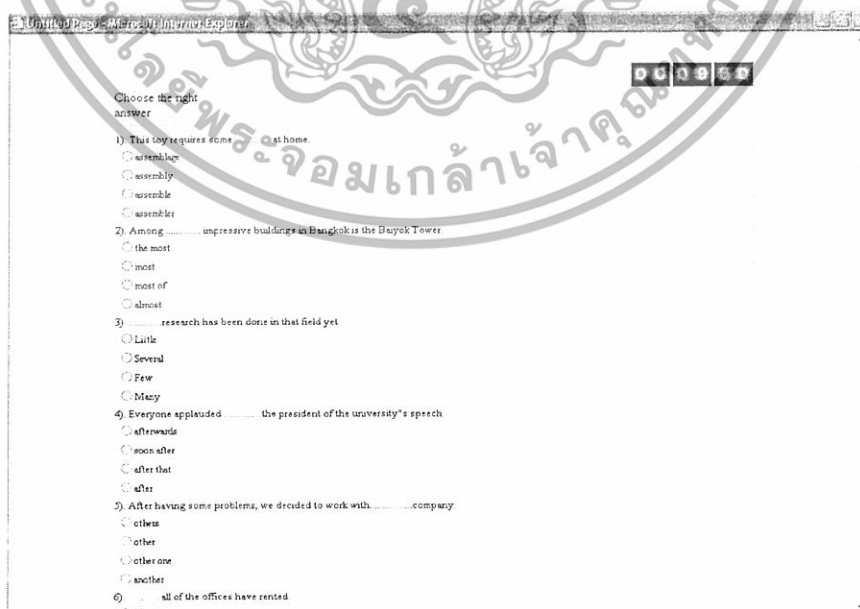 Untitled Page - Microsoft Internet Explorer
Choose the right
answer
1). This toy requires some ............ at home.
assemblage
assembly
assemble
assembler
2). Among ............ impressive buildings in Bangkok is the Baiyok Tower
the most
most
most of
almost
3) ............research has been done in that field yet
Little
Several
Few
Many
4). Everyone applauded ............ the president of the university"s speech.
afterwards
soon after
after that
after
5). After having some problems, we decided to work with ............company
others
other
other one
another
6) ............ all of the offices have rented
พระจอมเกล้าเจ้าคุณ